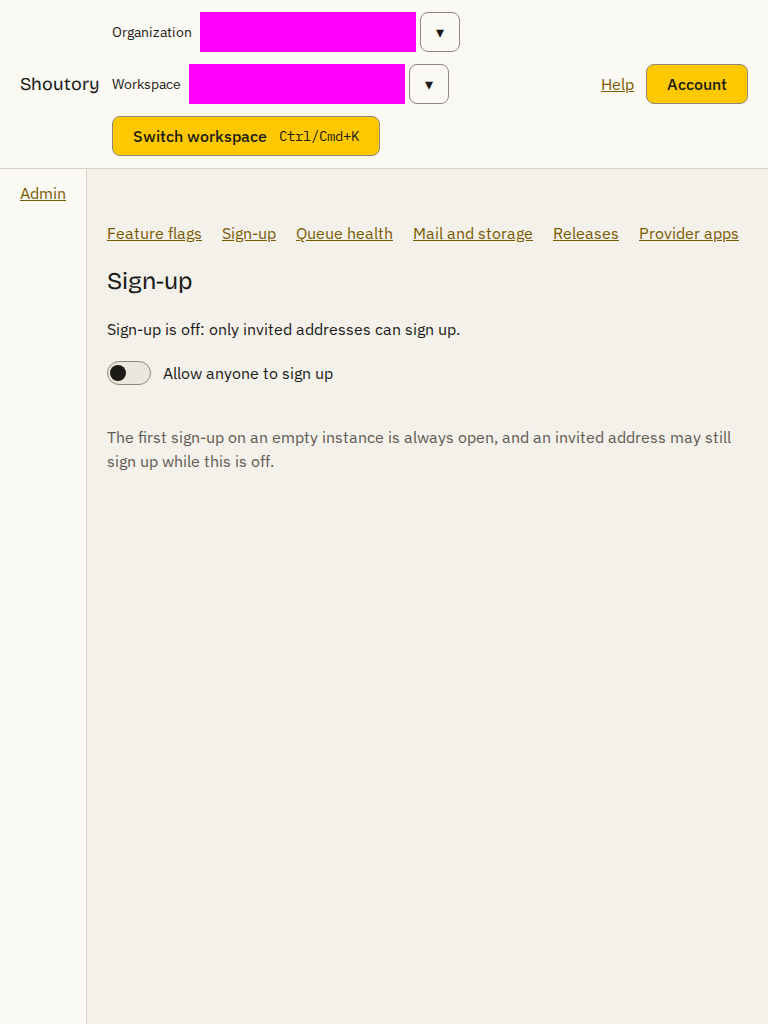 Organization ▼
Shoutory Workspace ▼ Help Account
Switch workspace Ctrl/Cmd+K
Admin
Feature flags Sign-up Queue health Mail and storage Releases Provider apps
Sign-up
Sign-up is off: only invited addresses can sign up.
Allow anyone to sign up
The first sign-up on an empty instance is always open, and an invited address may still
sign up while this is off.